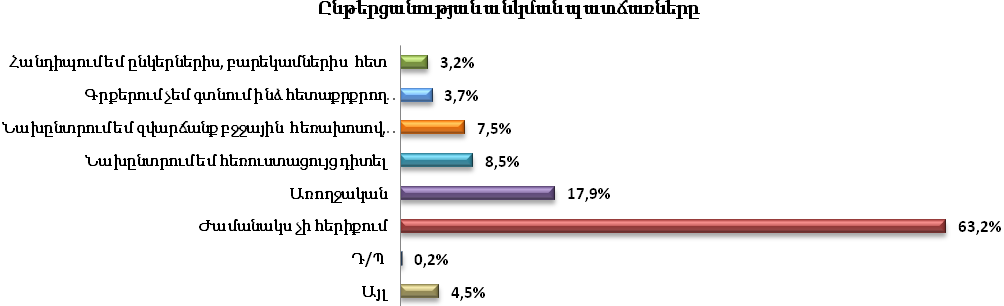 Ընթերցանության անկման պատճառները
Հանդիպում եմ ընկերներիս, բարեկամներիս հետ 3,2%
Գրքերում չեմ գտնում ինձ հետաքրքրող.. 3,7%
Նախընտրում եմ զվարճանք բջջային հեռախոսով,.. 7,5%
Նախընտրում եմ հեռուստացույց դիտել 8,5%
Առողջական 17,9%
Ժամանակս չի հերիքում 63,2%
Դ/Պ 0,2%
Այլ 4,5%